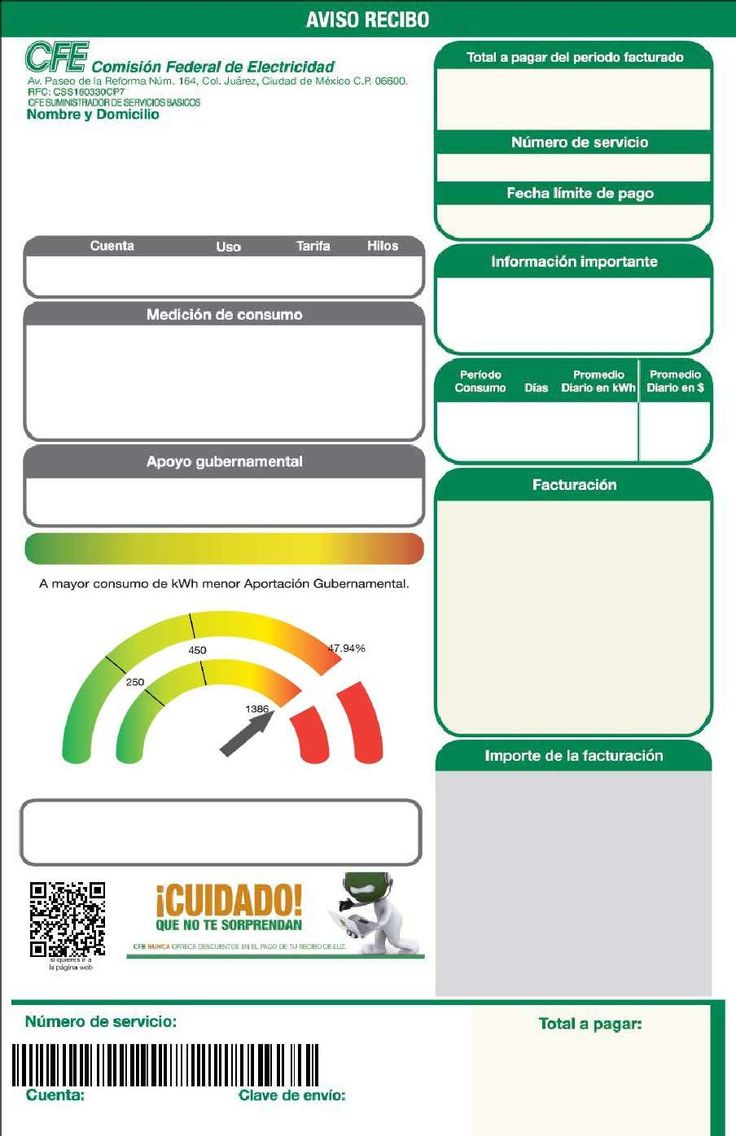 AVISO RECIBO
CFE Comisión Federal de Electricidad
Av. Paseo de la Reforma Núm. 164, Col. Juárez, Ciudad de México C.P. 06600.
RFC: CSS160330CP7
CFE SUMINISTRADOR DE SERVICIOS BASICOS
Nombre y Domicilio
Total a pagar del periodo facturado
Número de servicio
Fecha límite de pago
Cuenta Uso Tarifa Hilos
Medición de consumo
Apoyo gubernamental
A mayor consumo de kWh menor Aportación Gubernamental.
250
450
47.94%
1386
Información importante
Período Consumo
Días
Promedio Diario en kWh
Promedio Diario en $
Facturación
Importe de la facturación
si quieres ir a
la página web
¡CUIDADO!
QUE NO TE SORPRENDAN
CFE NUNCA OFRECE DESCUENTOS EN EL PAGO DE TU RECIBO DE LUZ.
Número de servicio:
Total a pagar:
Cuenta:
Clave de envío: